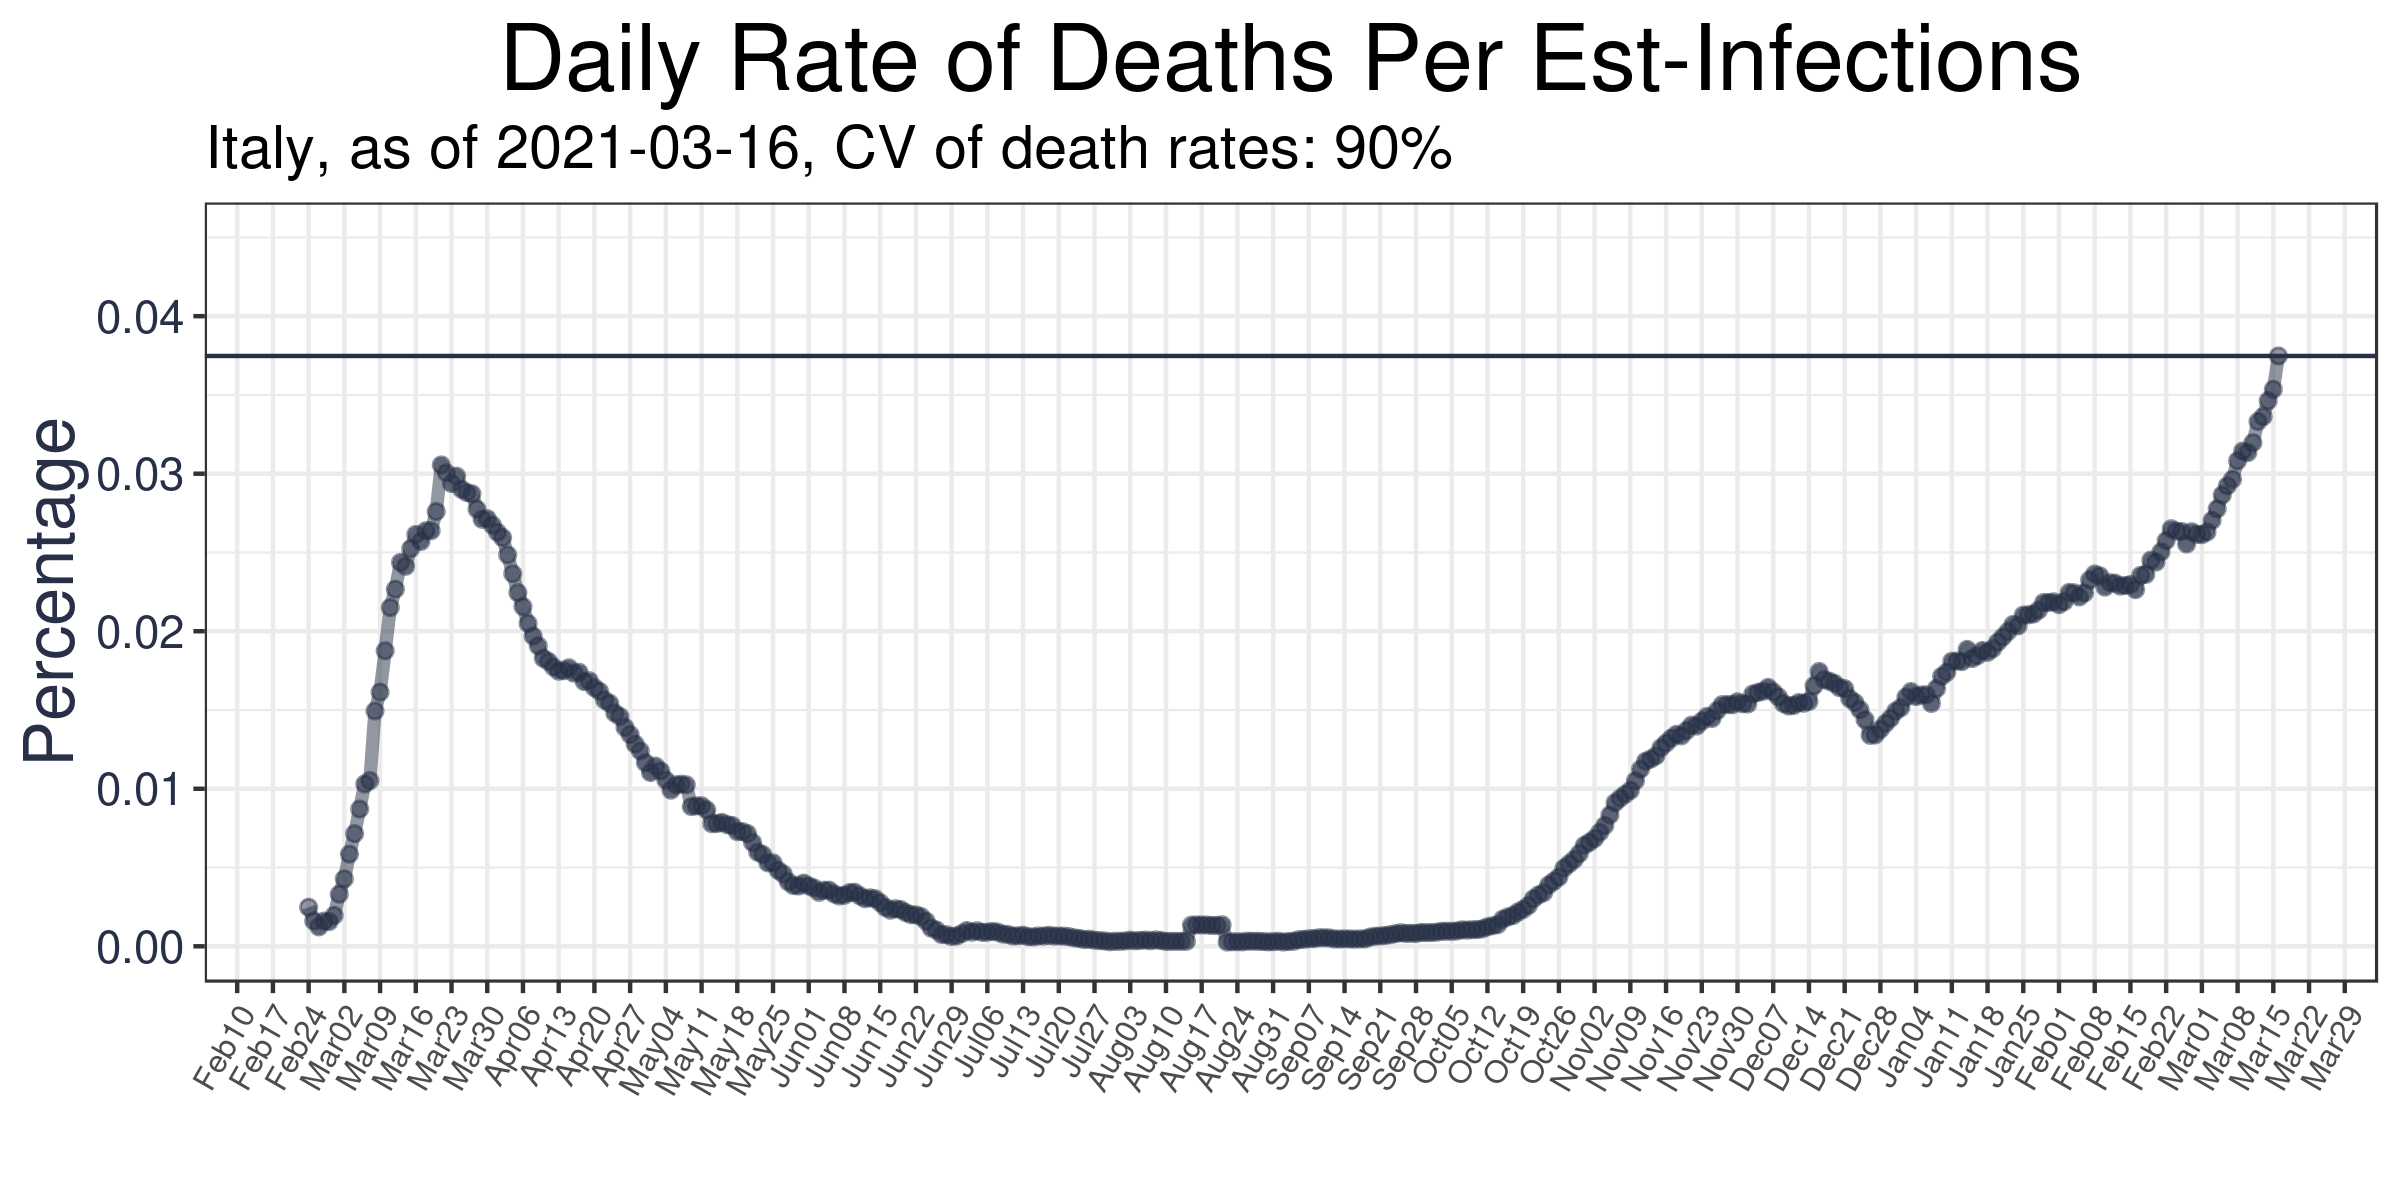 Daily Rate of Deaths Per Est-Infections
Italy, as of 2021-03-16, CV of death rates: 90%
Percentage
0.04
0.03
0.02
0.01
0.00
Feb10
Feb17
Feb24
Mar02
Mar09
Mar16
Mar23
Mar30
Apr06
Apr13
Apr20
Apr27
May04
May11
May18
May25
Jun01
Jun08
Jun15
Jun22
Jun29
Jul06
Jul13
Jul20
Jul27
Aug03
Aug10
Aug17
Aug24
Aug31
Sep07
Sep14
Sep21
Sep28
Oct05
Oct12
Oct19
Oct26
Nov02
Nov09
Nov16
Nov23
Nov30
Dec07
Dec14
Dec21
Dec28
Jan04
Jan11
Jan18
Jan25
Feb01
Feb08
Feb15
Feb22
Mar01
Mar08
Mar15
Mar22
Mar29